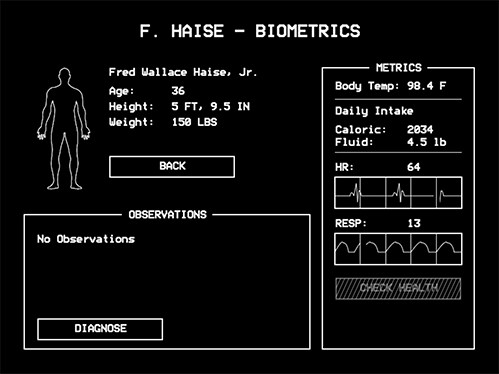 F. HAISE – BIOMETRICS
Fred Wallace Haise, Jr.
Age: 36
Height: 5 FT, 9.5 IN
Weight: 150 LBS
BACK
OBSERVATIONS
No Observations
DIAGNOSE
METRICS
Body Temp: 98.4 F
Daily Intake
Caloric: 2034
Fluid: 4.5 lb
HR: 64
RESP: 13
CHECK HEALTH